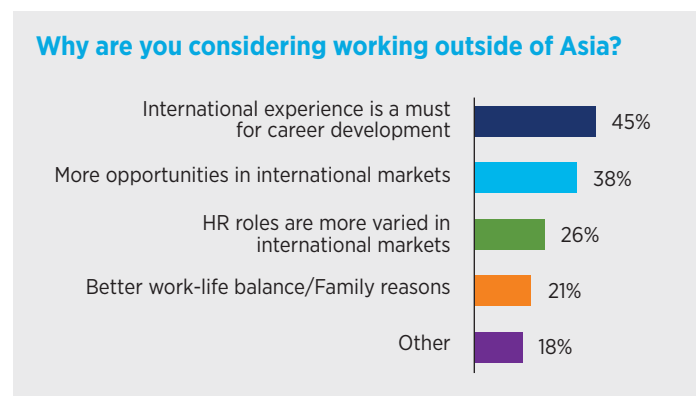 Why are you considering working outside of Asia?
International experience is a must
for career development
45%
More opportunities in international markets
38%
HR roles are more varied in
international markets
26%
Better work-life balance/Family reasons
21%
Other
18%